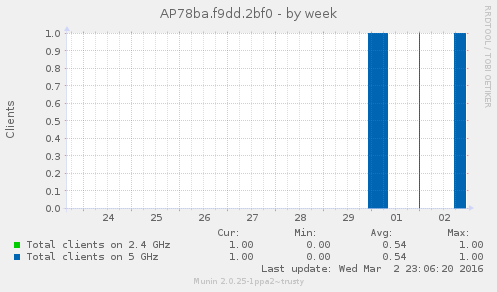 AP78ba.f9dd.2bf0 - by week
RRDTOOL / TOBI OETIKER
Clients
1.0
0.9
0.8
0.7
0.6
0.5
0.4
0.3
0.2
0.1
0.0
24 25 26 27 28 29 01 02
Cur: Min: Avg: Max:
Total clients on 2.4 GHz 1.00 0.00 0.54 1.00
Total clients on 5 GHz 1.00 0.00 0.54 1.00
Last update: Wed Mar 2 23:06:20 2016
Munin 2.0.25-1ppa2~trusty